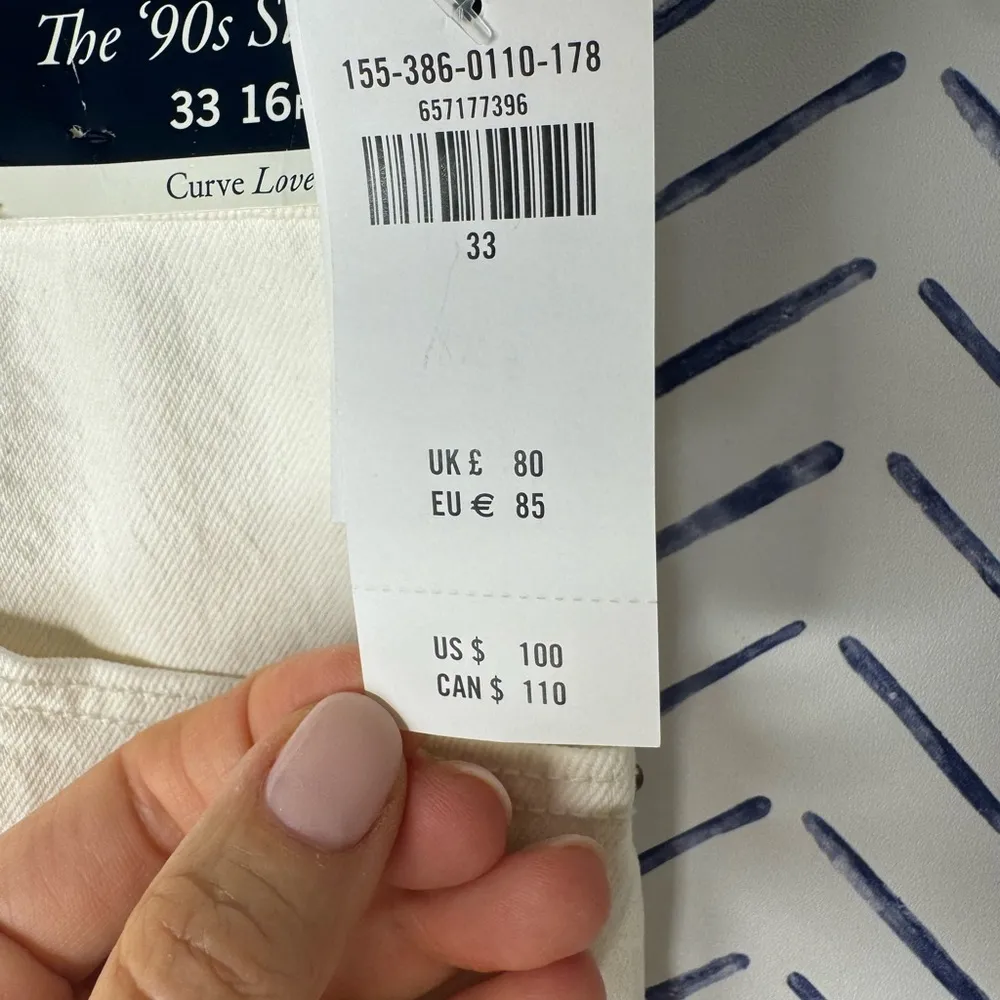 The '90s
33 16
Curve Love
155-386-0110-178
657177396
33
UK £ 80
EU € 85
US $ 100
CAN $ 110